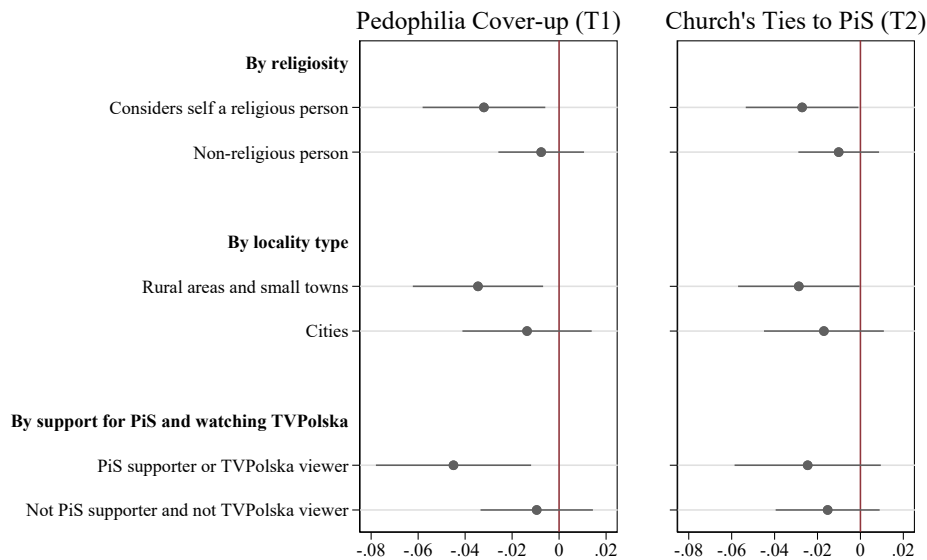 Pedophilia Cover-up (T1)
Church's Ties to PiS (T2)
By religiosity
Considers self a religious person
Non-religious person
By locality type
Rural areas and small towns
Cities
By support for PiS and watching TVPolska
PiS supporter or TVPolska viewer
Not PiS supporter and not TVPolska viewer
-.08 -.06 -.04 -.02 0 .02
-.08 -.06 -.04 -.02 0 .02